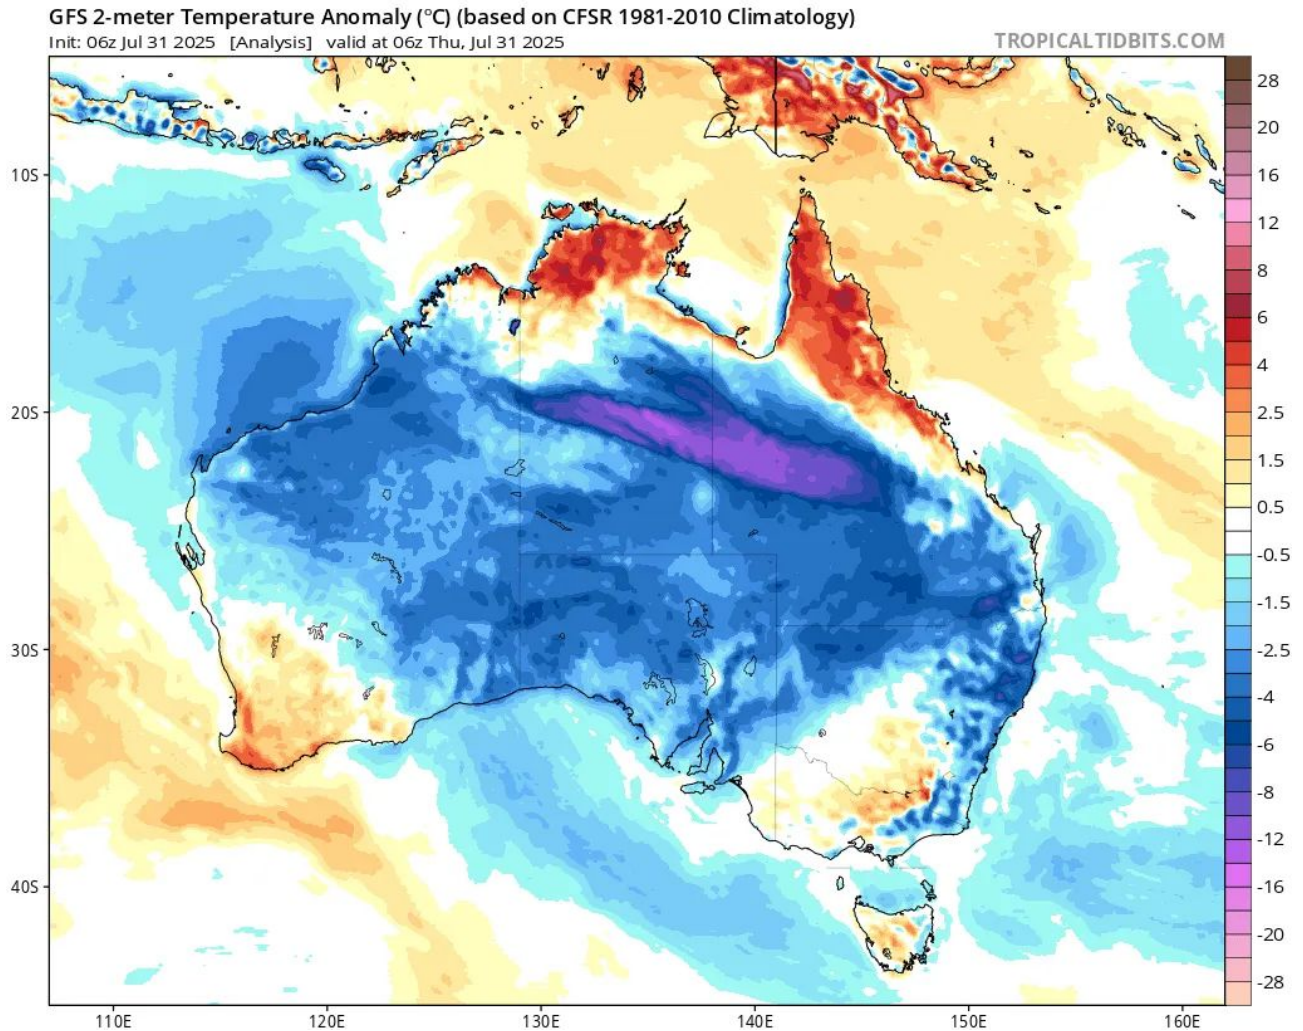 GFS 2-meter Temperature Anomaly (°C) (based on CFSR 1981-2010 Climatology)
Init: 06z Jul 31 2025 [Analysis] valid at 06z Thu, Jul 31 2025
TROPICALTIDBITS.COM
10S
20S
30S
40S
110E
120E
130E
140E
150E
160E
28
20
16
12
8
6
4
2.5
1.5
0.5
-0.5
-1.5
-2.5
-4
-6
-8
-12
-16
-20
-28